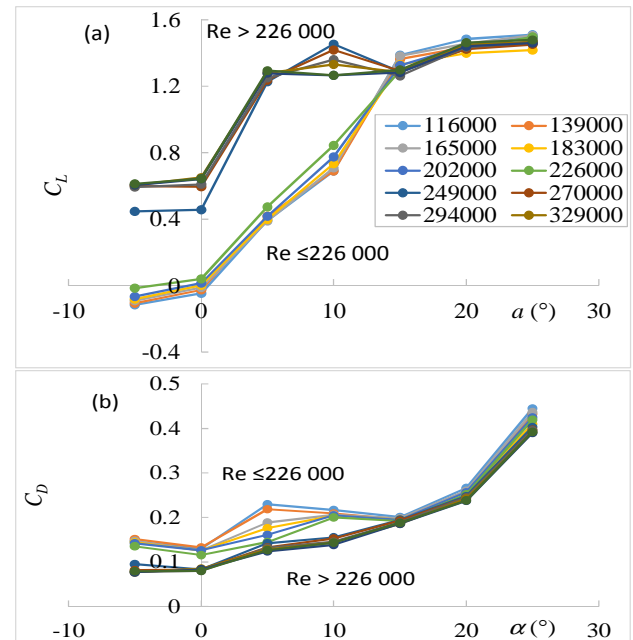 (a)
Re > 226 000
1.6
1.2
0.8
0.4
0
-0.4
C_L
116000 139000
165000 183000
202000 226000
249000 270000
294000 329000
Re ≤226 000
-10 0 10 20 a (°) 30
(b)
0.5
0.4
0.3
0.2
0.1
0
C_D
Re ≤226 000
Re > 226 000
-10 0 10 20 α(°) 30